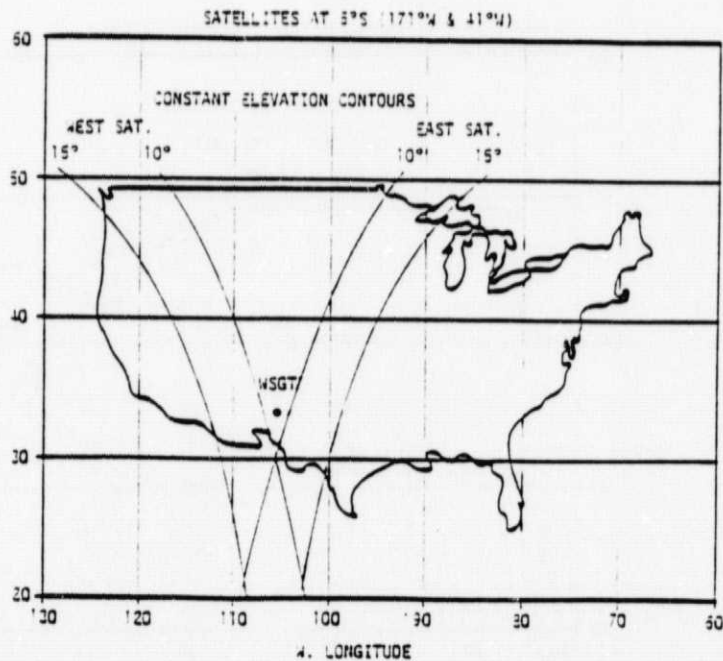 SATELLITES AT 5°S (171°W & 41°W)
60
CONSTANT ELEVATION CONTOURS
WEST SAT.
EAST SAT.
15°
10°
10°
15°
50
40
WSGT
30
20
130
120
110
100
90
80
70
60
W. LONGITUDE